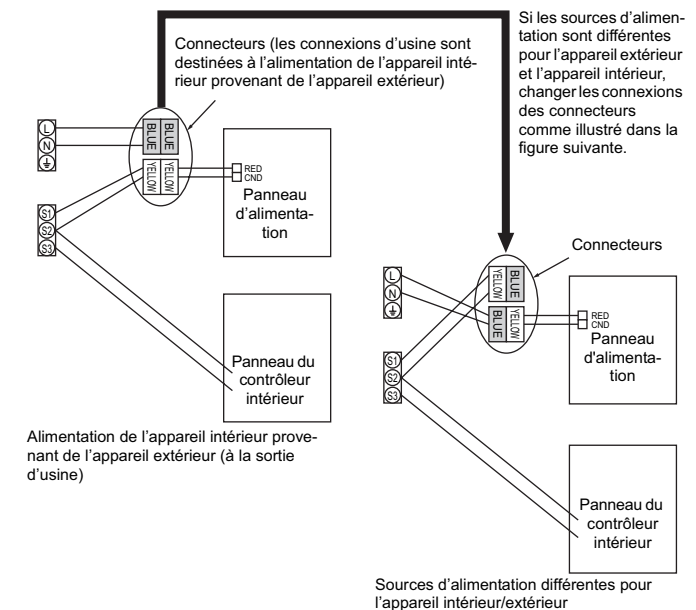 Si les sources d’alimen-
tation sont différentes
pour l’appareil extérieur
et l’appareil intérieur,
changer les connexions
des connecteurs
comme illustré dans la
figure suivante.
Connecteurs (les connexions d’usine sont
destinées à l’alimentation de l’appareil inté-
rieur provenant de l’appareil extérieur)
L
N
BLUE
BLUE
YELLOW
YELLOW
RED
CND
Panneau
d’alimenta-
tion
S1
S2
S3
Panneau du
contrôleur
intérieur
Alimentation de l’appareil intérieur prove-
nant de l’appareil extérieur (à la sortie
d’usine)
Connecteurs
L
N
YELLOW
BLUE
BLUE
YELLOW
RED
CND
Panneau
d'alimenta-
tion
S1
S2
S3
Panneau du
contrôleur
intérieur
Sources d’alimentation différentes pour
l’appareil intérieur/extérieur